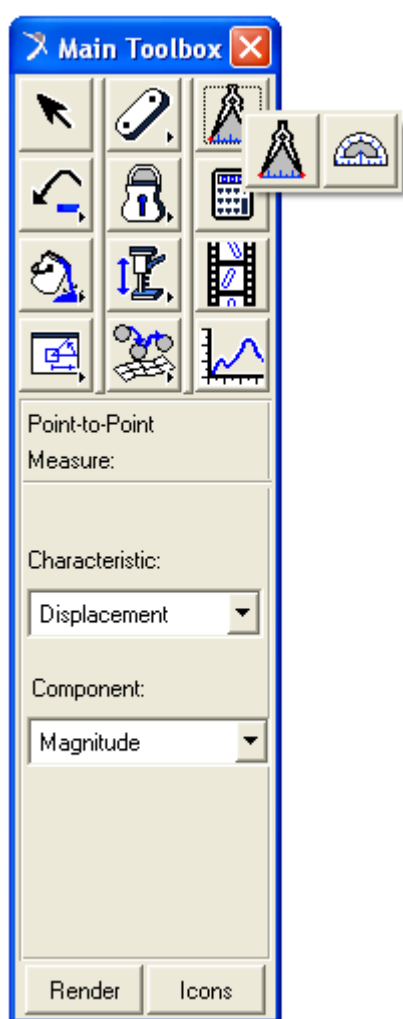 Main Toolbox
Point-to-Point
Measure:
Characteristic:
Displacement
Component:
Magnitude
Render
Icons